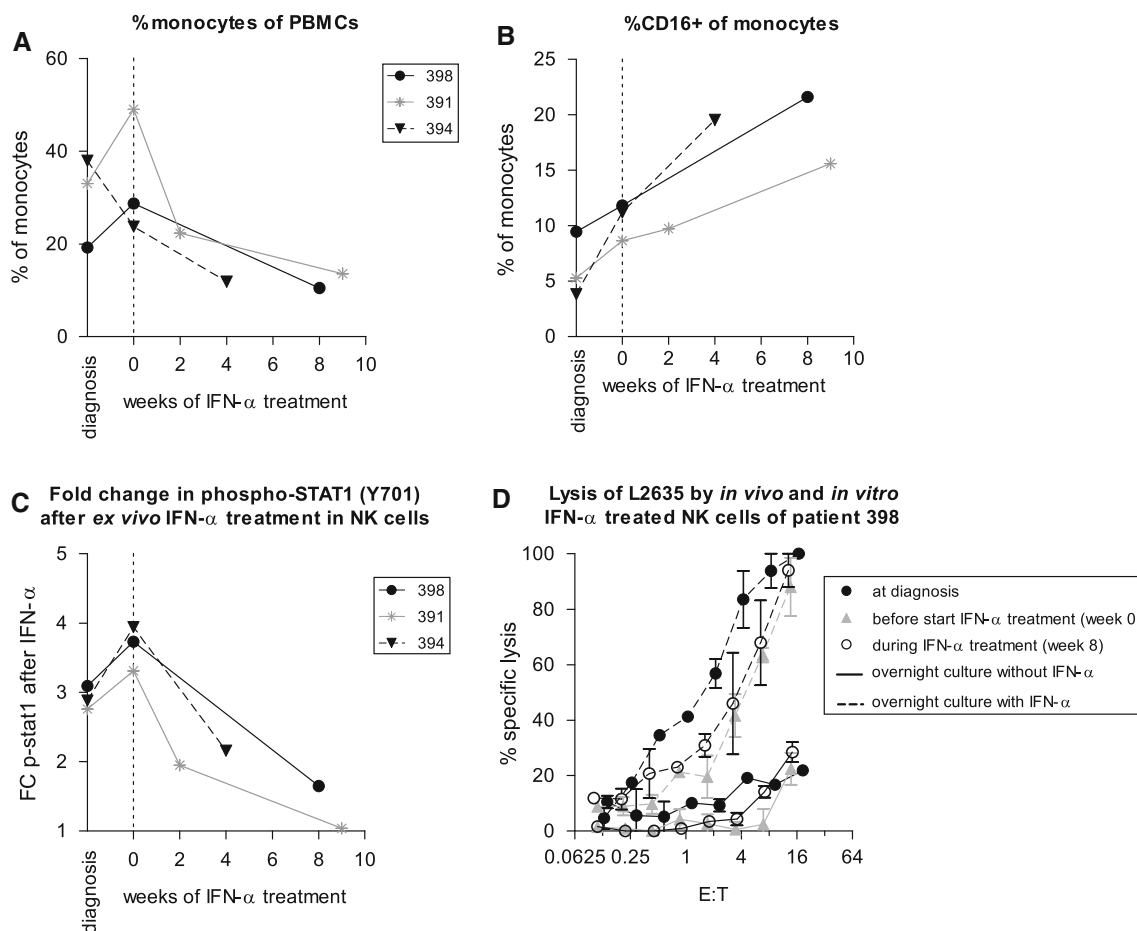 A
%monocytes of PBMCs
60
40
20
0
% of monocytes
398
391
394
diagnosis
0 2 4 6 8 10
weeks of IFN-α treatment
B
%CD16+ of monocytes
25
20
15
10
5
0
% of monocytes
diagnosis
0 2 4 6 8 10
weeks of IFN-α treatment
C
Fold change in phospho-STAT1 (Y701)
after ex vivo IFN-α treatment in NK cells
5
4
3
2
1
FC p-stat1 after IFN-α
398
391
394
diagnosis
0 2 4 6 8 10
weeks of IFN-α treatment
D
Lysis of L2635 by in vivo and in vitro
IFN-α treated NK cells of patient 398
100
80
60
40
20
0
% specific lysis
0.0625 0.25 1 4 16 64
E:T
at diagnosis
before start IFN-α treatment (week 0
during IFN-α treatment (week 8)
overnight culture without IFN-α
overnight culture with IFN-α